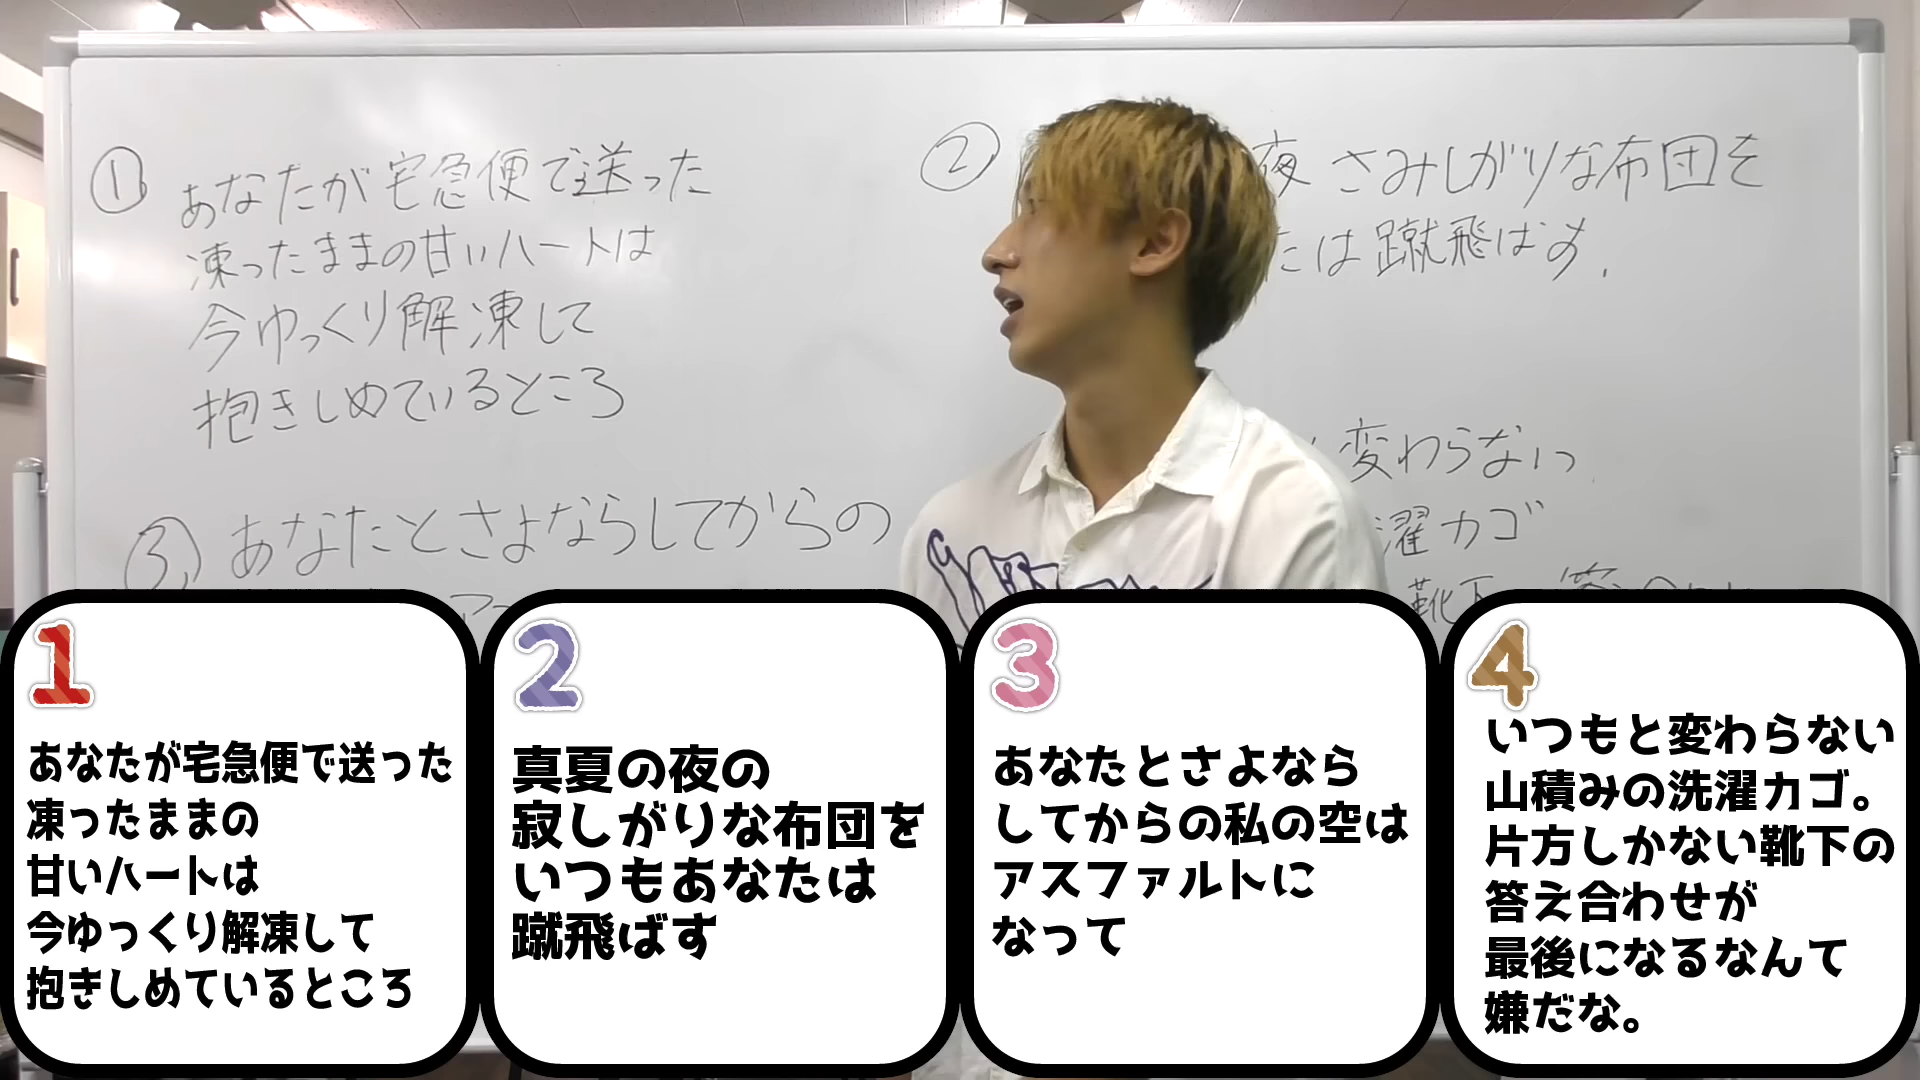 ①
あなたが宅急便で送った
凍ったままの甘いハートは
今ゆっくり解凍して
抱きしめているところ
②
夜 さみしがりな布団を
は蹴飛ばす.
③
あなたとさよならしてからの
変わらない
濯カゴ
靴下
1
あなたが宅急便で送った
凍ったままの
甘いハートは
今ゆっくり解凍して
抱きしめているところ
2
真夏の夜の
寂しがりな布団を
いつもあなたは
蹴飛ばす
3
あなたとさよなら
してからの私の空は
アスファルトに
なって
4
いつもと変わらない
山積みの洗濯カゴ。
片方しかない靴下の
答え合わせが
最後になるなんて
嫌だな。